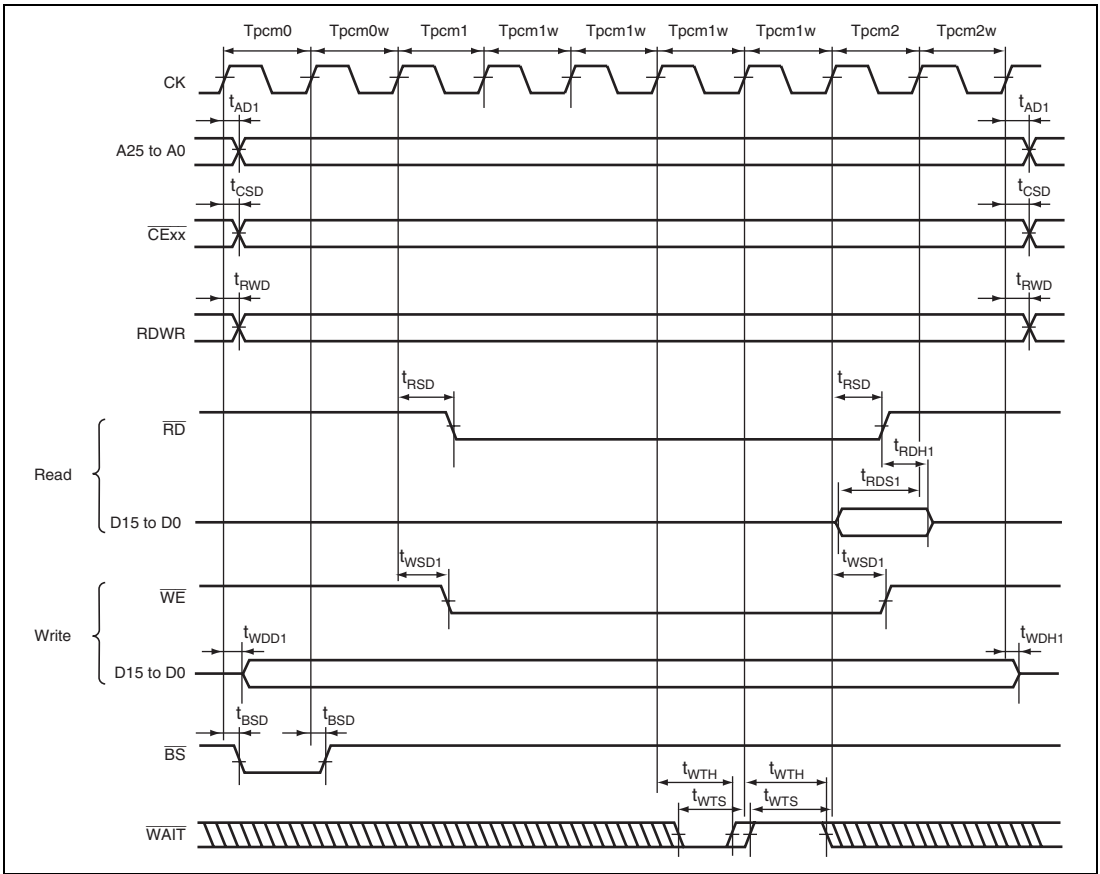 Tpcm0 Tpcm0w Tpcm1 Tpcm1w Tpcm1w Tpcm1w Tpcm1w Tpcm2 Tpcm2w
CK
tAD1 tAD1
A25 to A0
tCSD tCSD
CExx
tRWD tRWD
RDWR
tRSD tRSD
RD
tRDH1
Read
tRDS1
D15 to D0
tWSD1 tWSD1
WE
Write
tWDD1 tWDH1
D15 to D0
tBSD tBSD
BS
tWTH tWTH
tWTS tWTS
WAIT